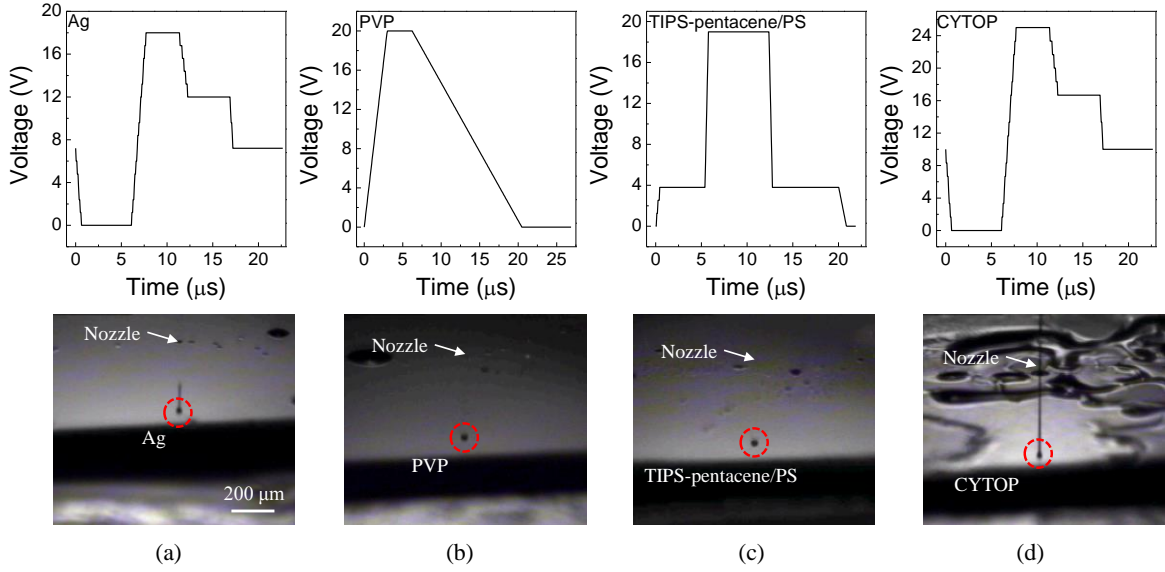 Ag
Voltage (V)
0
4
8
12
16
20
0 5 10 15 20
Time (μs)
PVP
Voltage (V)
0
4
8
12
16
20
0 5 10 15 20 25
Time (μs)
TIPS-pentacene/PS
Voltage (V)
0
4
8
12
16
20
0 5 10 15 20
Time (μs)
CYTOP
Voltage (V)
0
4
8
12
16
20
24
0 5 10 15 20
Time (μs)
Nozzle
Ag
200 μm
Nozzle
PVP
Nozzle
TIPS-pentacene/PS
Nozzle
CYTOP
(a)
(b)
(c)
(d)